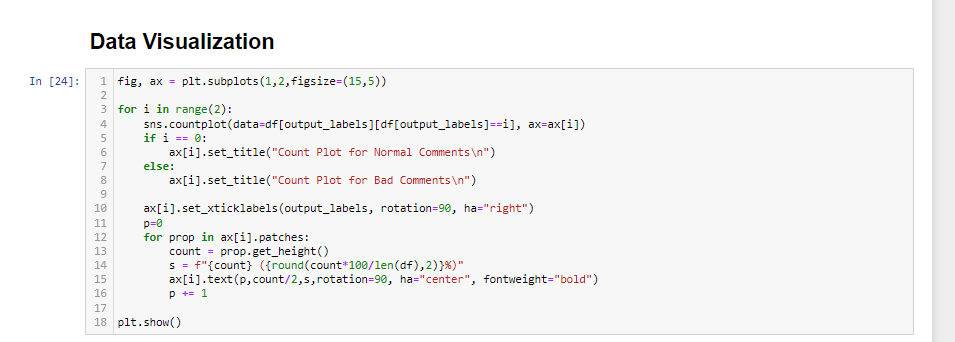 Data Visualization
In [24]:
1 fig, ax = plt.subplots(1,2,figsize=(15,5))
2
3 for i in range(2):
4     sns.countplot(data=df[output_labels][df[output_labels]==i], ax=ax[i])
5     if i == 0:
6         ax[i].set_title("Count Plot for Normal Comments\n")
7     else:
8         ax[i].set_title("Count Plot for Bad Comments\n")
9
10     ax[i].set_xticklabels(output_labels, rotation=90, ha="right")
11     p=0
12     for prop in ax[i].patches:
13         count = prop.get_height()
14         s = f"{count} ({round(count*100/len(df),2)}%)"
15         ax[i].text(p,count/2,s,rotation=90, ha="center", fontweight="bold")
16         p += 1
17
18 plt.show()